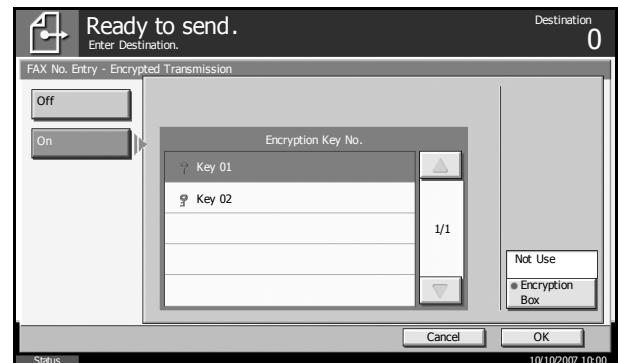 Ready to send.
Destination
Enter Destination.
0
FAX No. Entry - Encrypted Transmission
Off
On
Encryption Key No.
Key 01
Key 02
1/1
Not Use
Encryption
Box
Cancel
OK
Status
10/10/2007 10:00